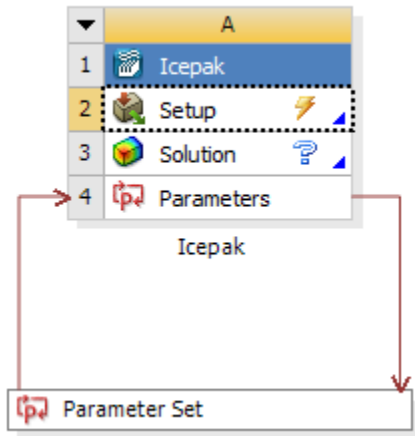 A
1 Icepak
2 Setup
3 Solution ?
4 Parameters
Icepak
Parameter Set